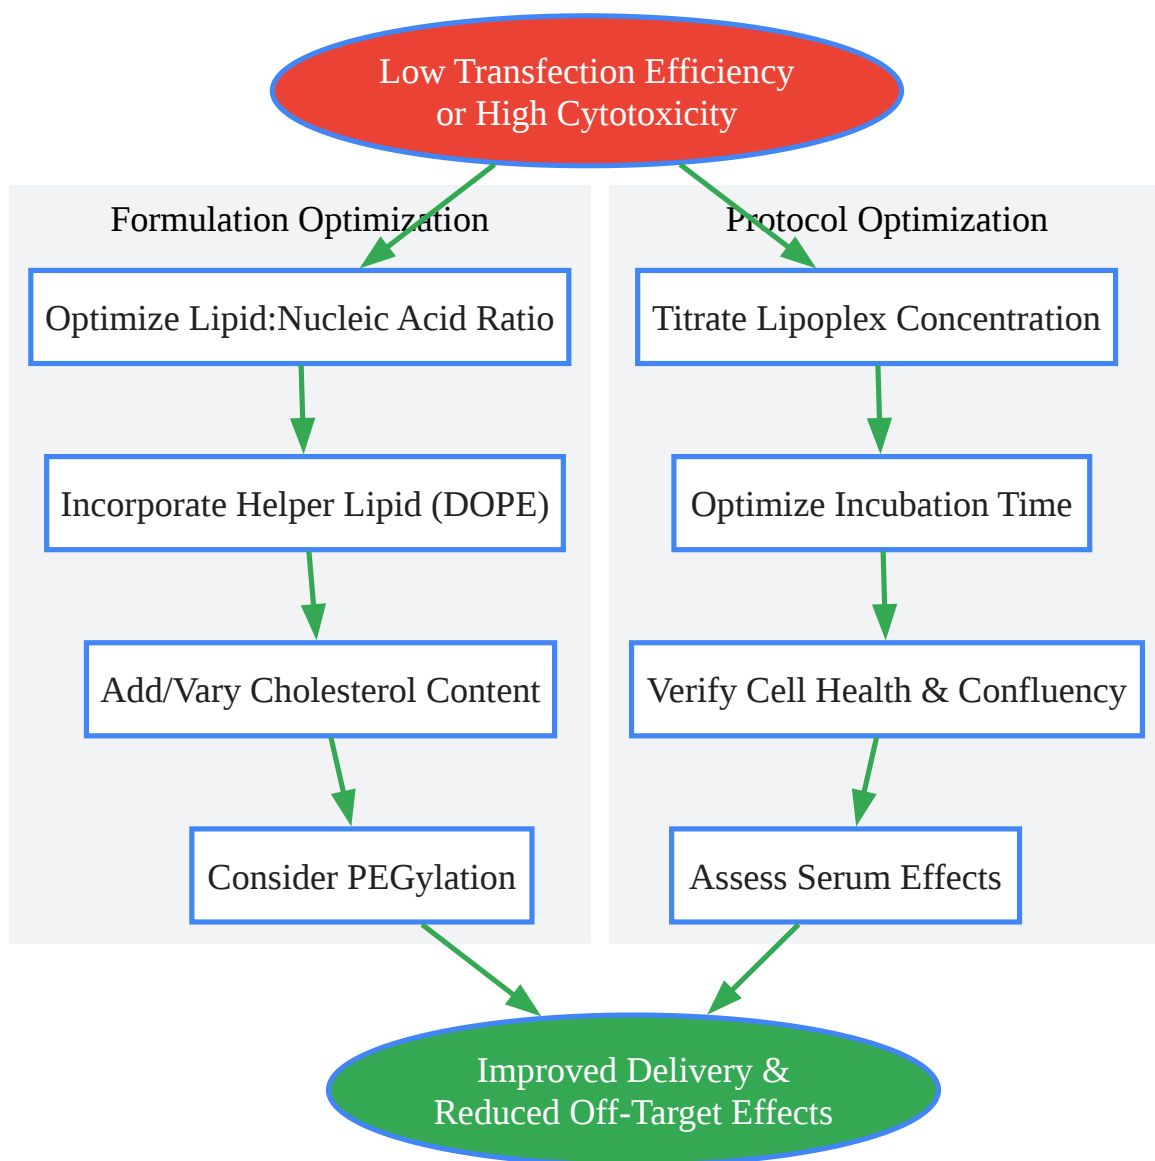 Low Transfection Efficiency
or High Cytotoxicity
Formulation Optimization
Optimize Lipid:Nucleic Acid Ratio
Incorporate Helper Lipid (DOPE)
Add/Vary Cholesterol Content
Consider PEGylation
Protocol Optimization
Titrate Lipoplex Concentration
Optimize Incubation Time
Verify Cell Health & Confluency
Assess Serum Effects
Improved Delivery &
Reduced Off-Target Effects